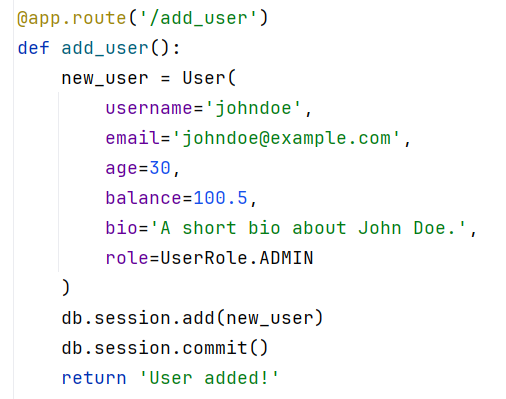 @app.route('/add_user')
def add_user():
    new_user = User(
        username='johndoe',
        email='johndoe@example.com',
        age=30,
        balance=100.5,
        bio='A short bio about John Doe.',
        role=UserRole.ADMIN
    )
    db.session.add(new_user)
    db.session.commit()
    return 'User added!'